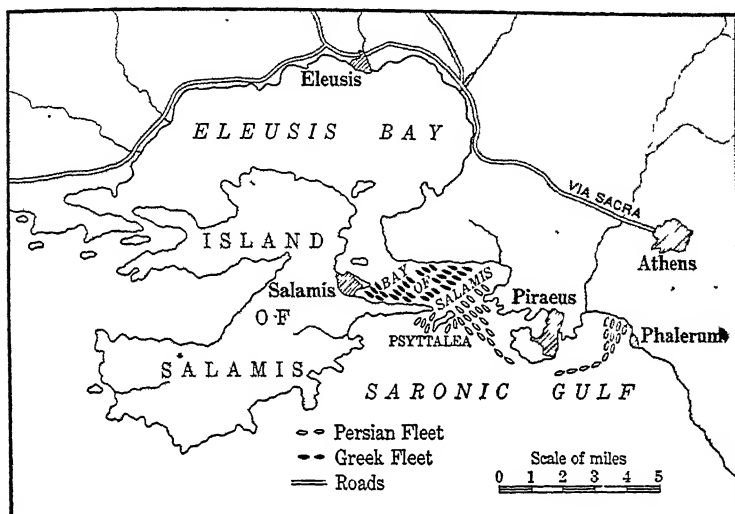 Eleusis
ELEUSIS BAY
VIA SACRA
ISLAND
Athens
BAY
OF
SALAMIS
Salamis
Piraeus
OF
PSYTTALEA
Phalerum
SALAMIS
SARONIC GULF
Persian Fleet
Greek Fleet
Roads
Scale of miles
0 1 2 3 4 5